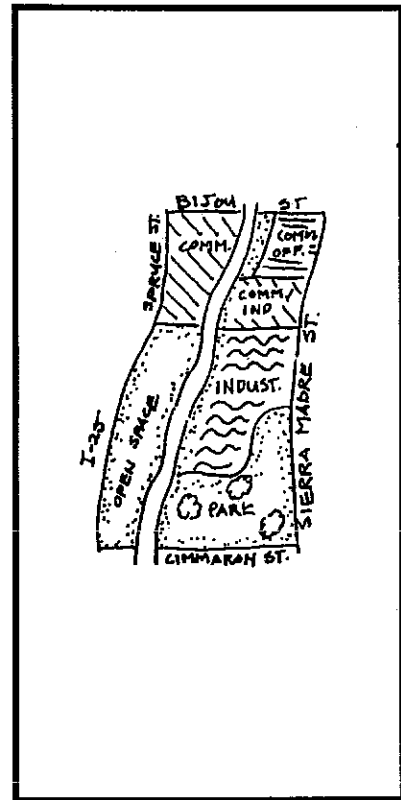 BIJOU ST
SPRUCE ST.
COMM.
COMM/
OFF.
COMM/
IND
ST.
INDUST.
SIERRA MADRE
I-25
OPEN SPACE
PARK
CIMMARON ST.